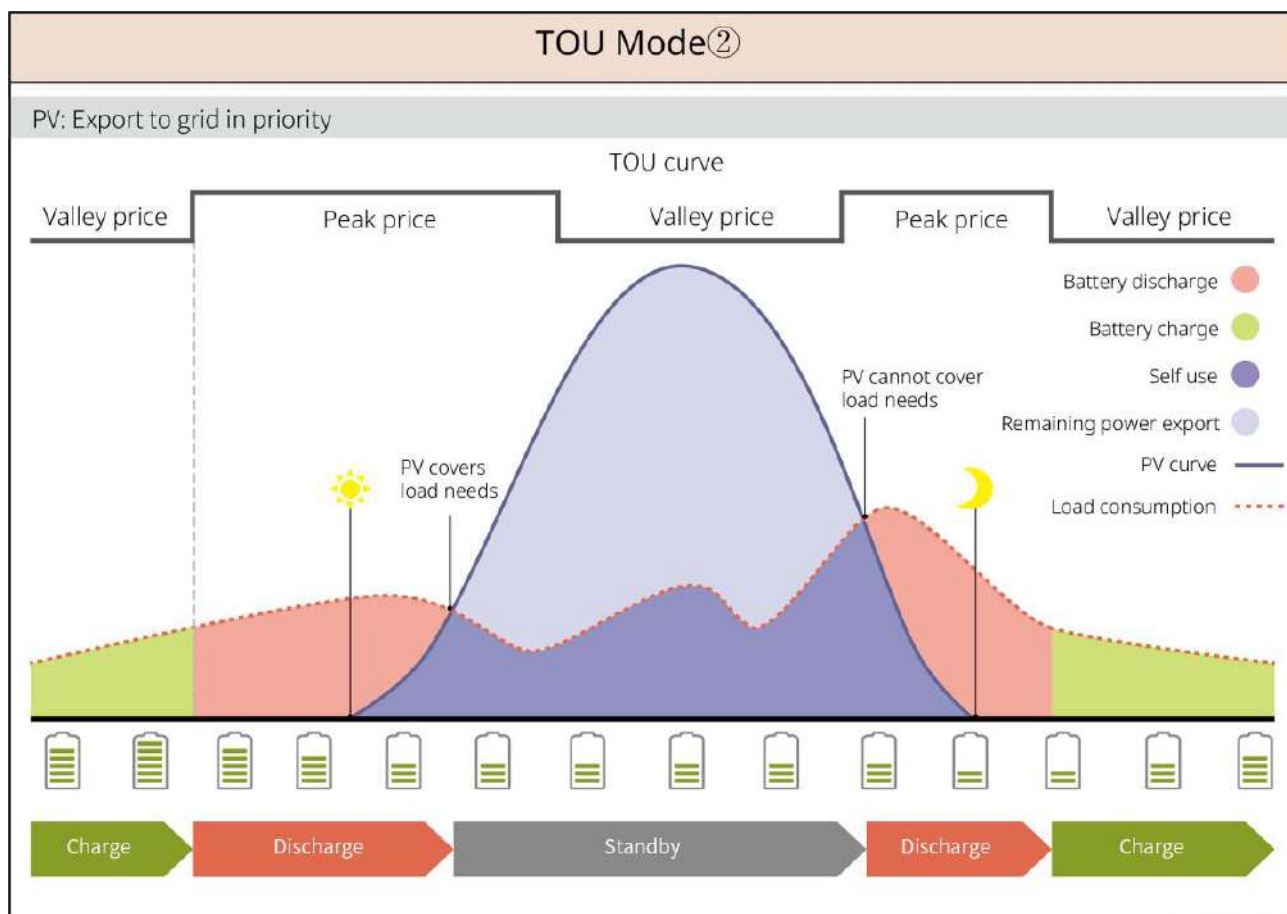 TOU Mode②
PV: Export to grid in priority
TOU curve
Valley price
Peak price
Valley price
Peak price
Valley price
Battery discharge
Battery charge
Self use
Remaining power export
PV curve
Load consumption
PV covers
load needs
PV cannot cover
load needs
Charge
Discharge
Standby
Discharge
Charge